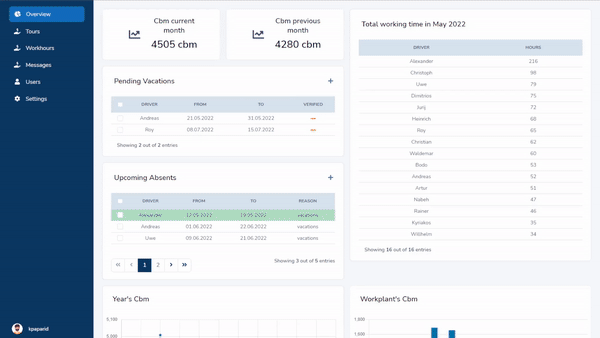 Overview
Tours
Workhours
Messages
Users
Settings
kpaparid
Cbm current
month
4505 cbm
Cbm previous
month
4280 cbm
Pending Vacations
DRIVER FROM TO VERIFIED
Andreas 21.05.2022 31.05.2022
Roy 08.07.2022 15.07.2022
Showing 2 out of 2 entries
Upcoming Absents
DRIVER FROM TO REASON
Alexander 17.05.2022 19.05.2022 vacations
Andreas 01.06.2022 22.06.2022 vacations
Uwe 09.06.2022 21.06.2022 vacations
1 2
Showing 3 out of 5 entries
Year's Cbm
5,100
5,000
Total working time in May 2022
DRIVER HOURS
Alexander 216
Christoph 98
Uwe 79
Dimitrios 75
Jurij 72
Heinrich 68
Roy 65
Christian 62
Waldemar 60
Bodo 53
Andreas 52
Artur 51
Nabeh 47
Rainer 46
Kyriakos 35
Willhelm 34
Showing 16 out of 16 entries
Workplant's Cbm
1,800
1,600